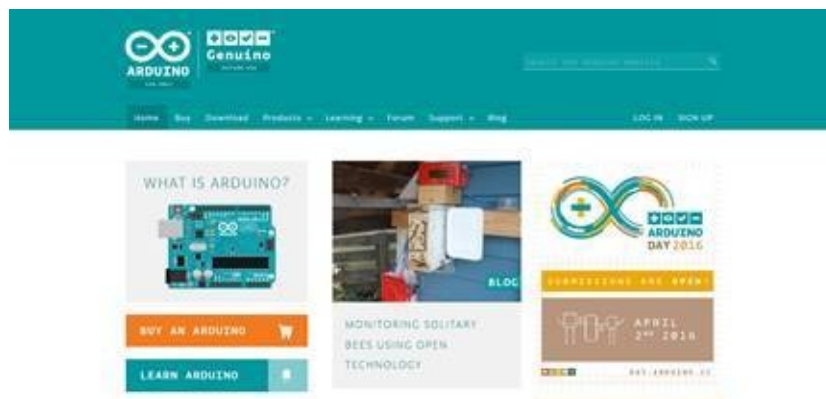 ARDUINO
Genuino
Home Buy Download Products Learning Forum Support Blog
LOG IN SIGN UP
WHAT IS ARDUINO?
BUY AN ARDUINO
LEARN ARDUINO
BLOG
MONITORING SOLITARY
BEES USING OPEN
TECHNOLOGY
ARDUINO
DAY 2016
SUBMISSIONS ARE OPEN!
APRIL
2ND 2016
DAY.ARDUINO.CC